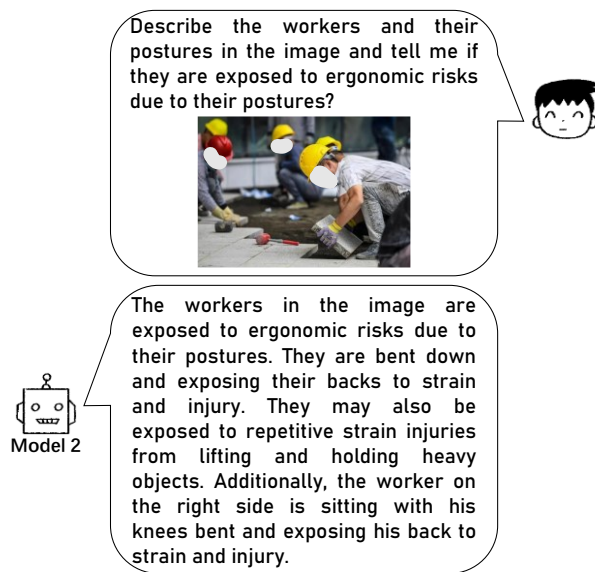 Describe the workers and their
postures in the image and tell me if
they are exposed to ergonomic risks
due to their postures?
The workers in the image are
exposed to ergonomic risks due to
their postures. They are bent down
and exposing their backs to strain
and injury. They may also be
exposed to repetitive strain injuries
from lifting and holding heavy
objects. Additionally, the worker on
the right side is sitting with his
knees bent and exposing his back to
strain and injury.
Model 2